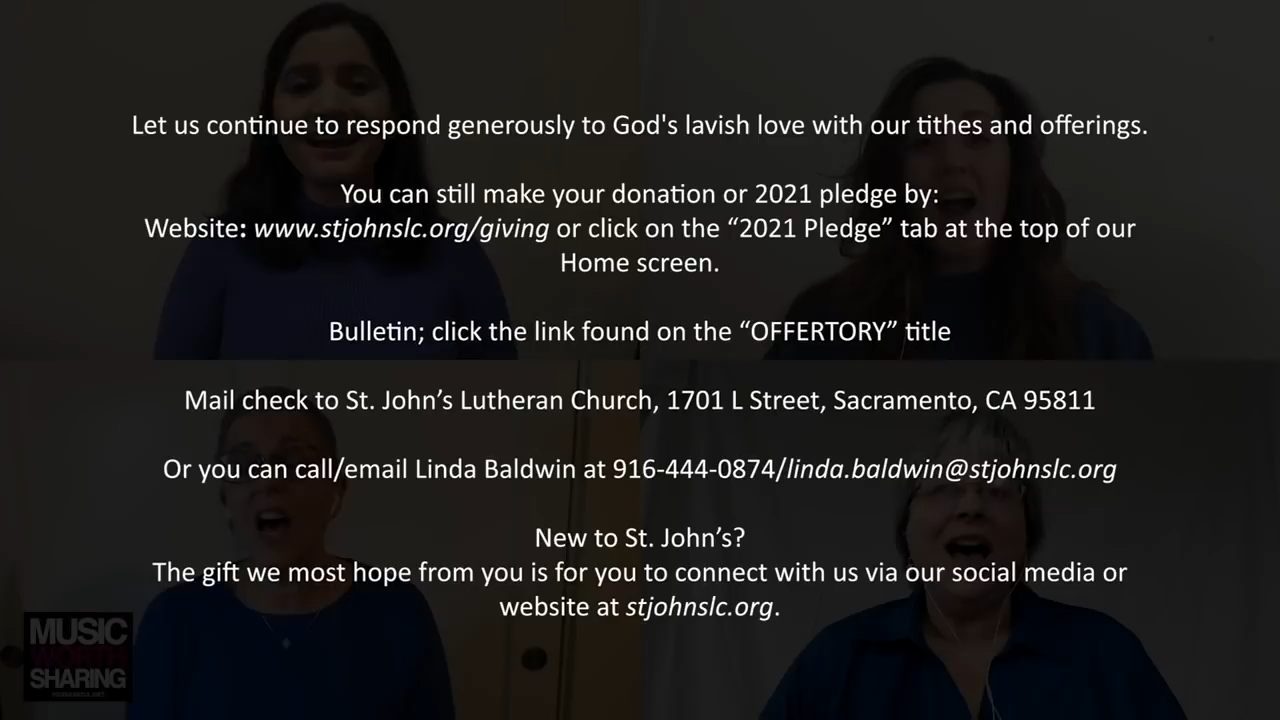 Let us continue to respond generously to God's lavish love with our tithes and offerings.
You can still make your donation or 2021 pledge by:
Website: www.stjohnslc.org/giving or click on the “2021 Pledge” tab at the top of our
Home screen.
Bulletin; click the link found on the “OFFERTORY” title
Mail check to St. John’s Lutheran Church, 1701 L Street, Sacramento, CA 95811
Or you can call/email Linda Baldwin at 916-444-0874/linda.baldwin@stjohnslc.org
New to St. John’s?
The gift we most hope from you is for you to connect with us via our social media or
website at stjohnslc.org.
MUSIC
WORTH
SHARING